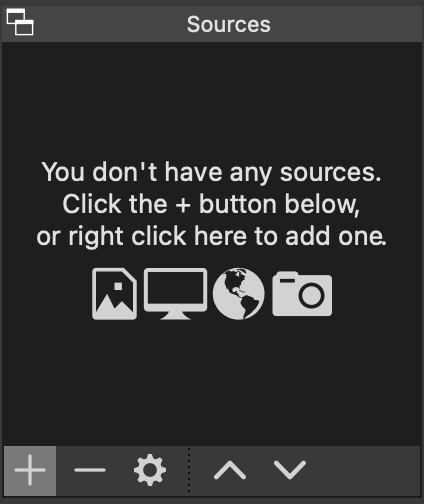 Sources
You don't have any sources.
Click the + button below,
or right click here to add one.